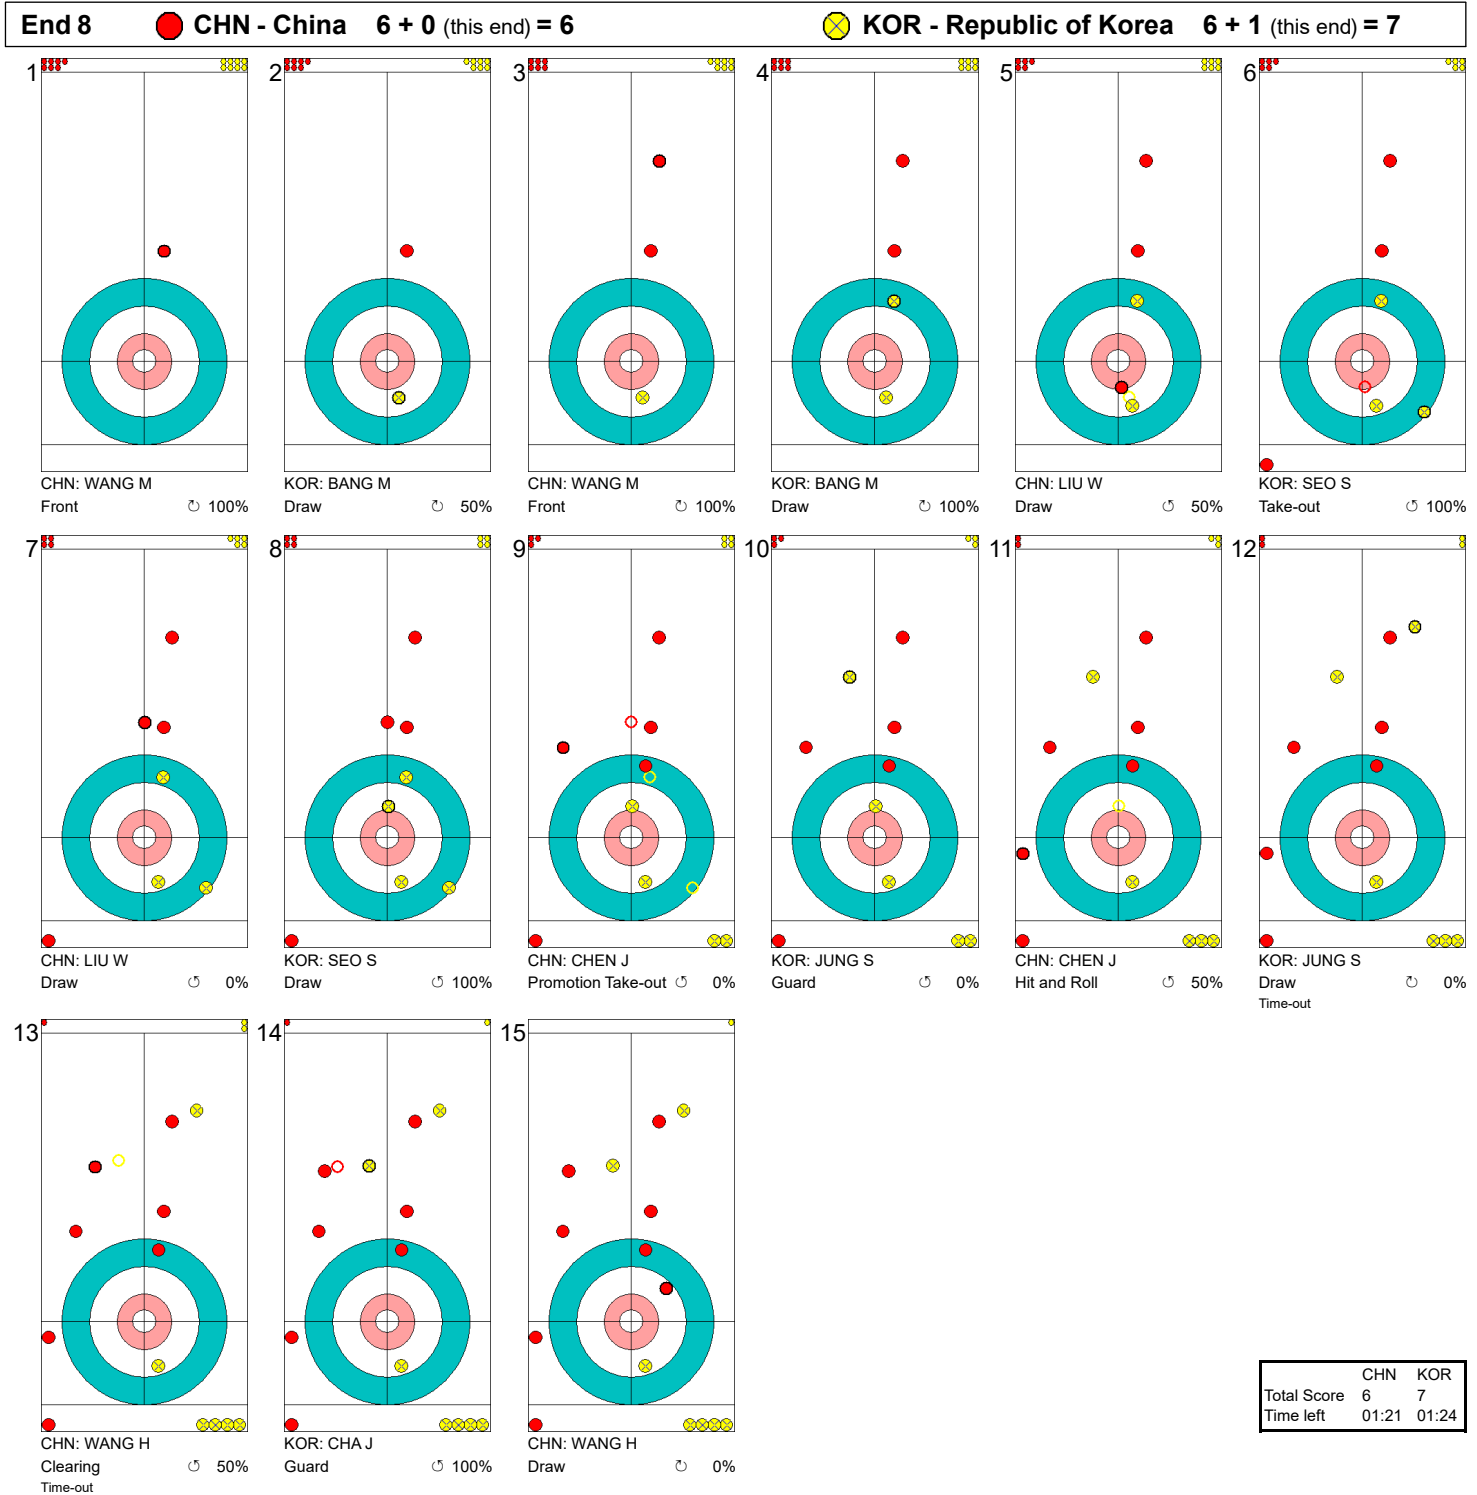 End 8 CHN - China 6 + 0 (this end) = 6 KOR - Republic of Korea 6 + 1 (this end) = 7
1 2 3 4 5 6
CHN: WANG M KOR: BANG M CHN: WANG M KOR: BANG M CHN: LIU W KOR: SEO S
Front ↻ 100% Draw ↻ 50% Front ↻ 100% Draw ↻ 100% Draw ↺ 50% Take-out ↺ 100%
7 8 9 10 11 12
CHN: LIU W KOR: SEO S CHN: CHEN J KOR: JUNG S CHN: CHEN J KOR: JUNG S
Draw ↺ 0% Draw ↺ 100% Promotion Take-out ↺ 0% Guard ↺ 0% Hit and Roll ↺ 50% Draw ↻ 0%
Time-out
13 14 15
CHN: WANG H KOR: CHA J CHN: WANG H
Clearing ↺ 50% Guard ↺ 100% Draw ↻ 0%
Time-out
CHN KOR
Total Score 6 7
Time left 01:21 01:24